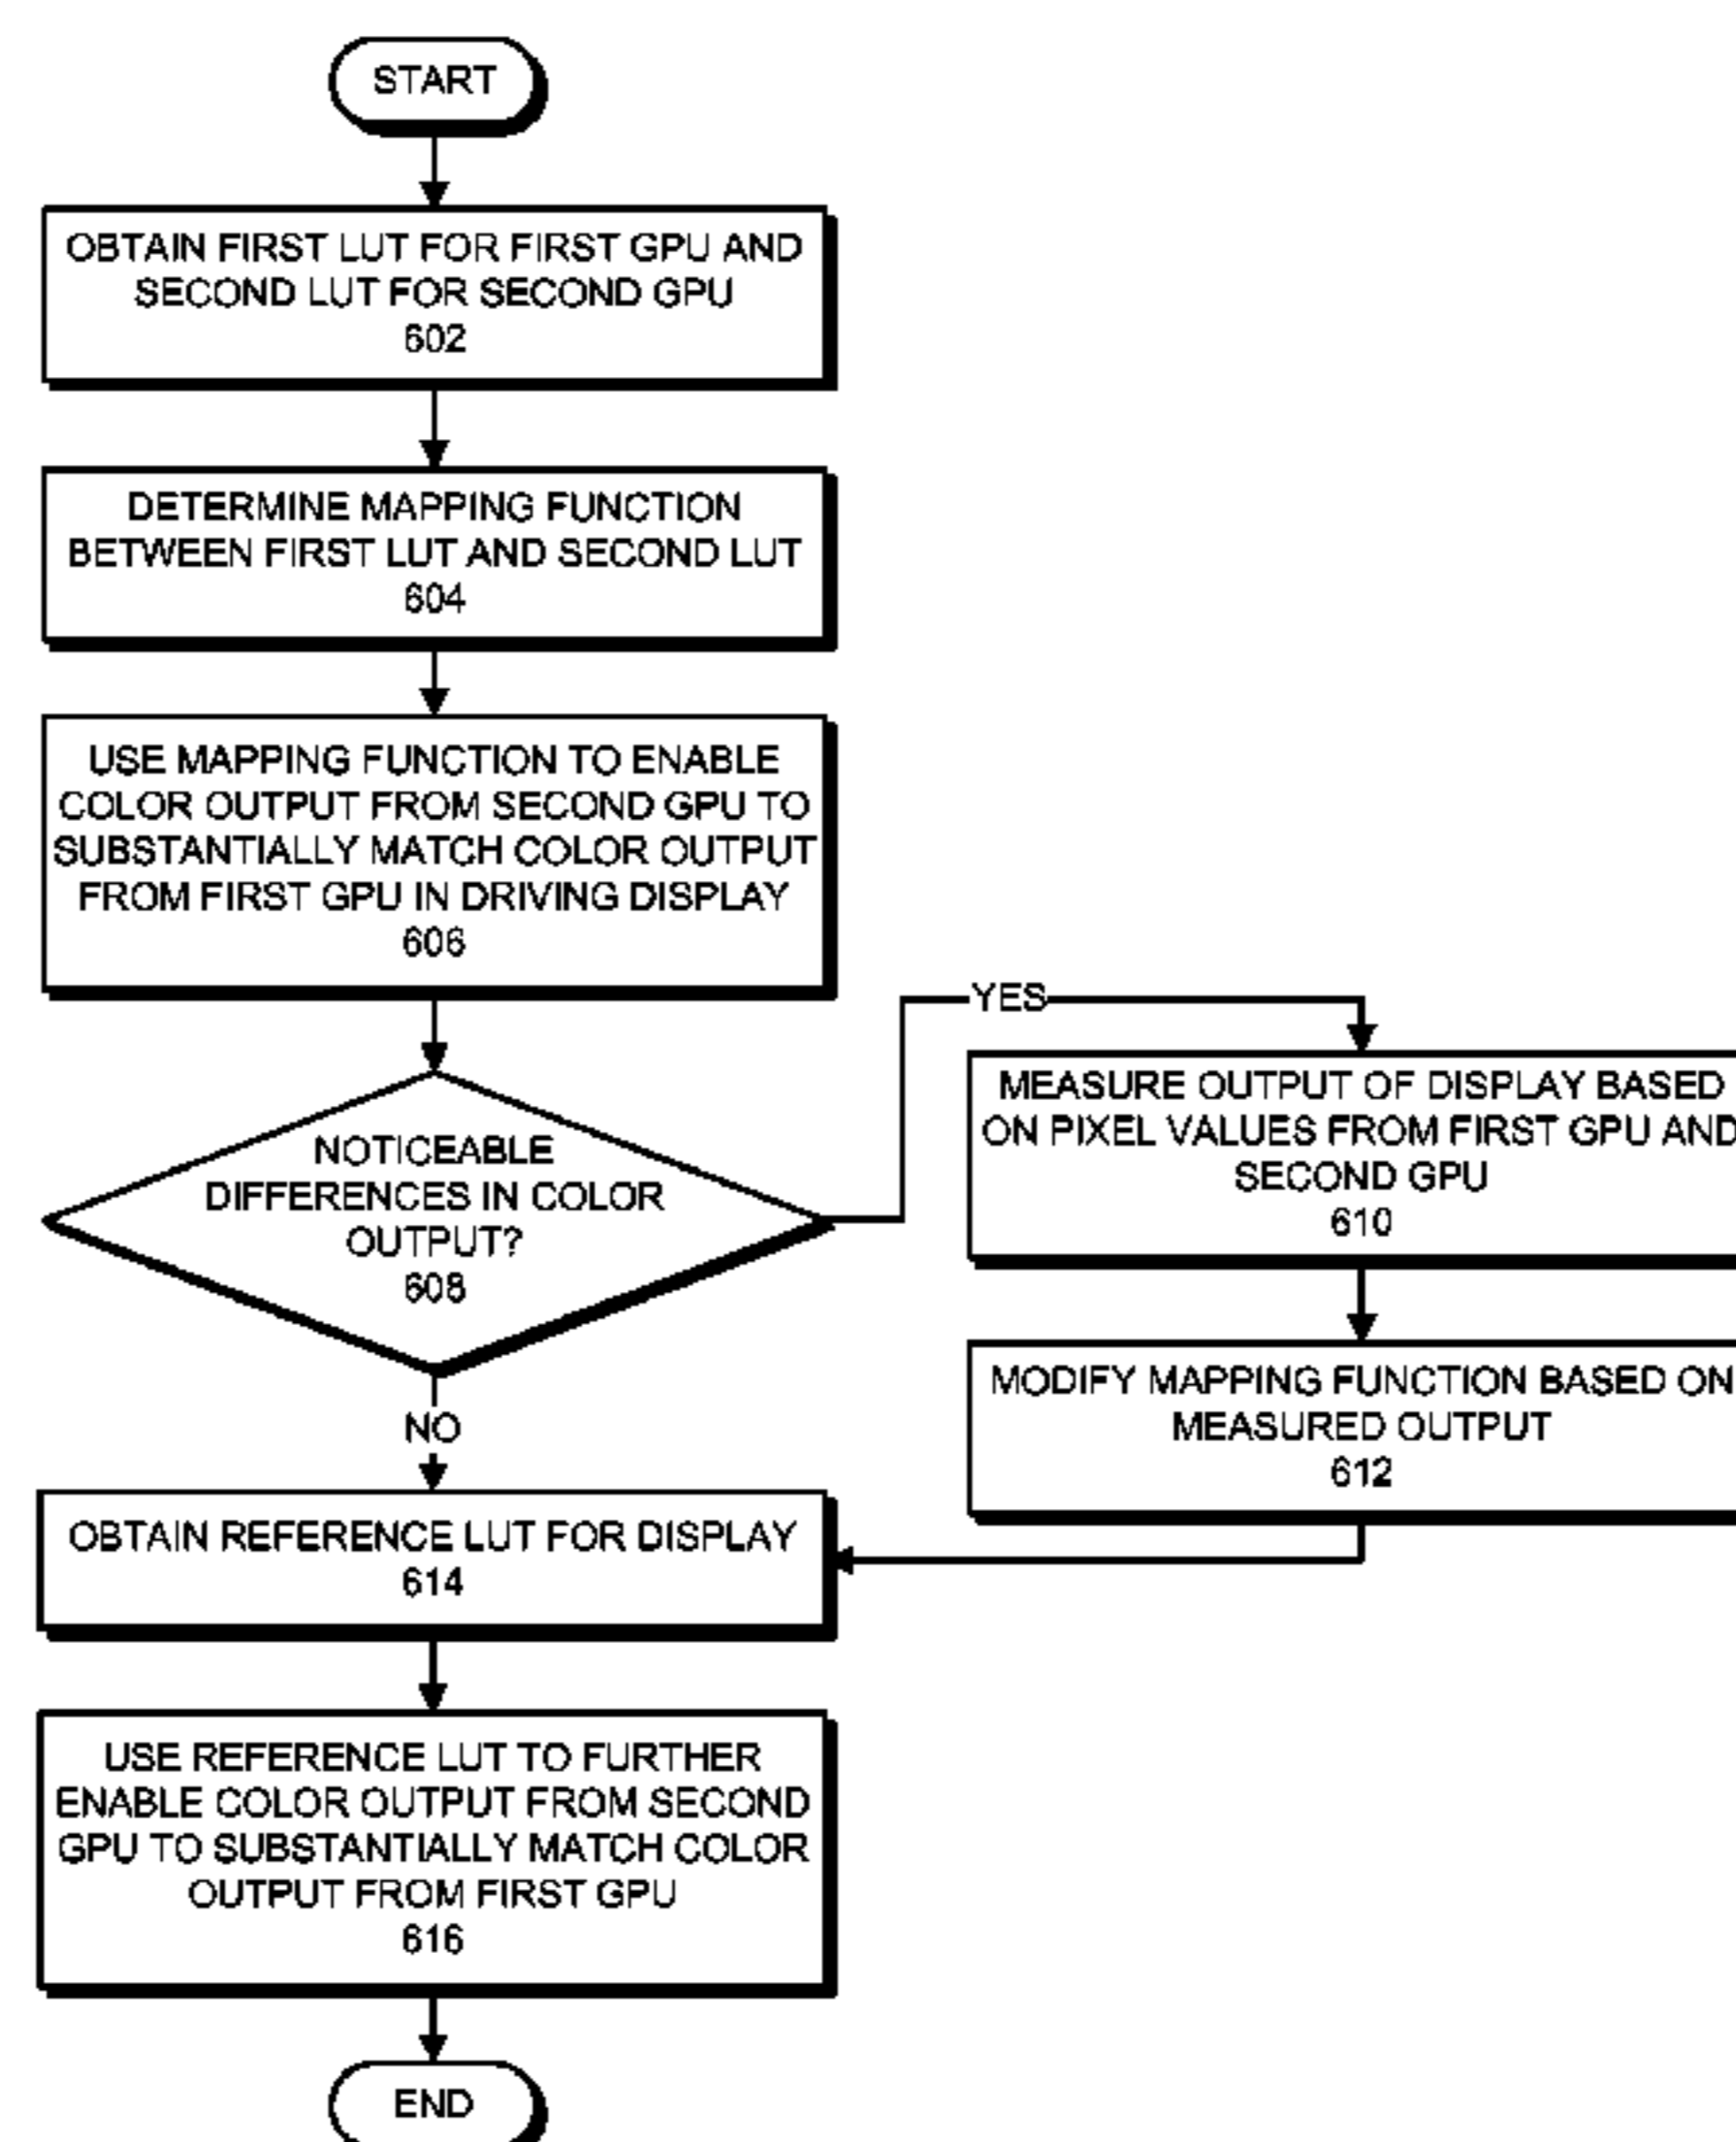 START
OBTAIN FIRST LUT FOR FIRST GPU AND
SECOND LUT FOR SECOND GPU
602
DETERMINE MAPPING FUNCTION
BETWEEN FIRST LUT AND SECOND LUT
604
USE MAPPING FUNCTION TO ENABLE
COLOR OUTPUT FROM SECOND GPU TO
SUBSTANTIALLY MATCH COLOR OUTPUT
FROM FIRST GPU IN DRIVING DISPLAY
606
NOTICEABLE
DIFFERENCES IN COLOR
OUTPUT?
608
YES
MEASURE OUTPUT OF DISPLAY BASED
ON PIXEL VALUES FROM FIRST GPU AND
SECOND GPU
610
MODIFY MAPPING FUNCTION BASED ON
MEASURED OUTPUT
612
NO
OBTAIN REFERENCE LUT FOR DISPLAY
614
USE REFERENCE LUT TO FURTHER
ENABLE COLOR OUTPUT FROM SECOND
GPU TO SUBSTANTIALLY MATCH COLOR
OUTPUT FROM FIRST GPU
616
END